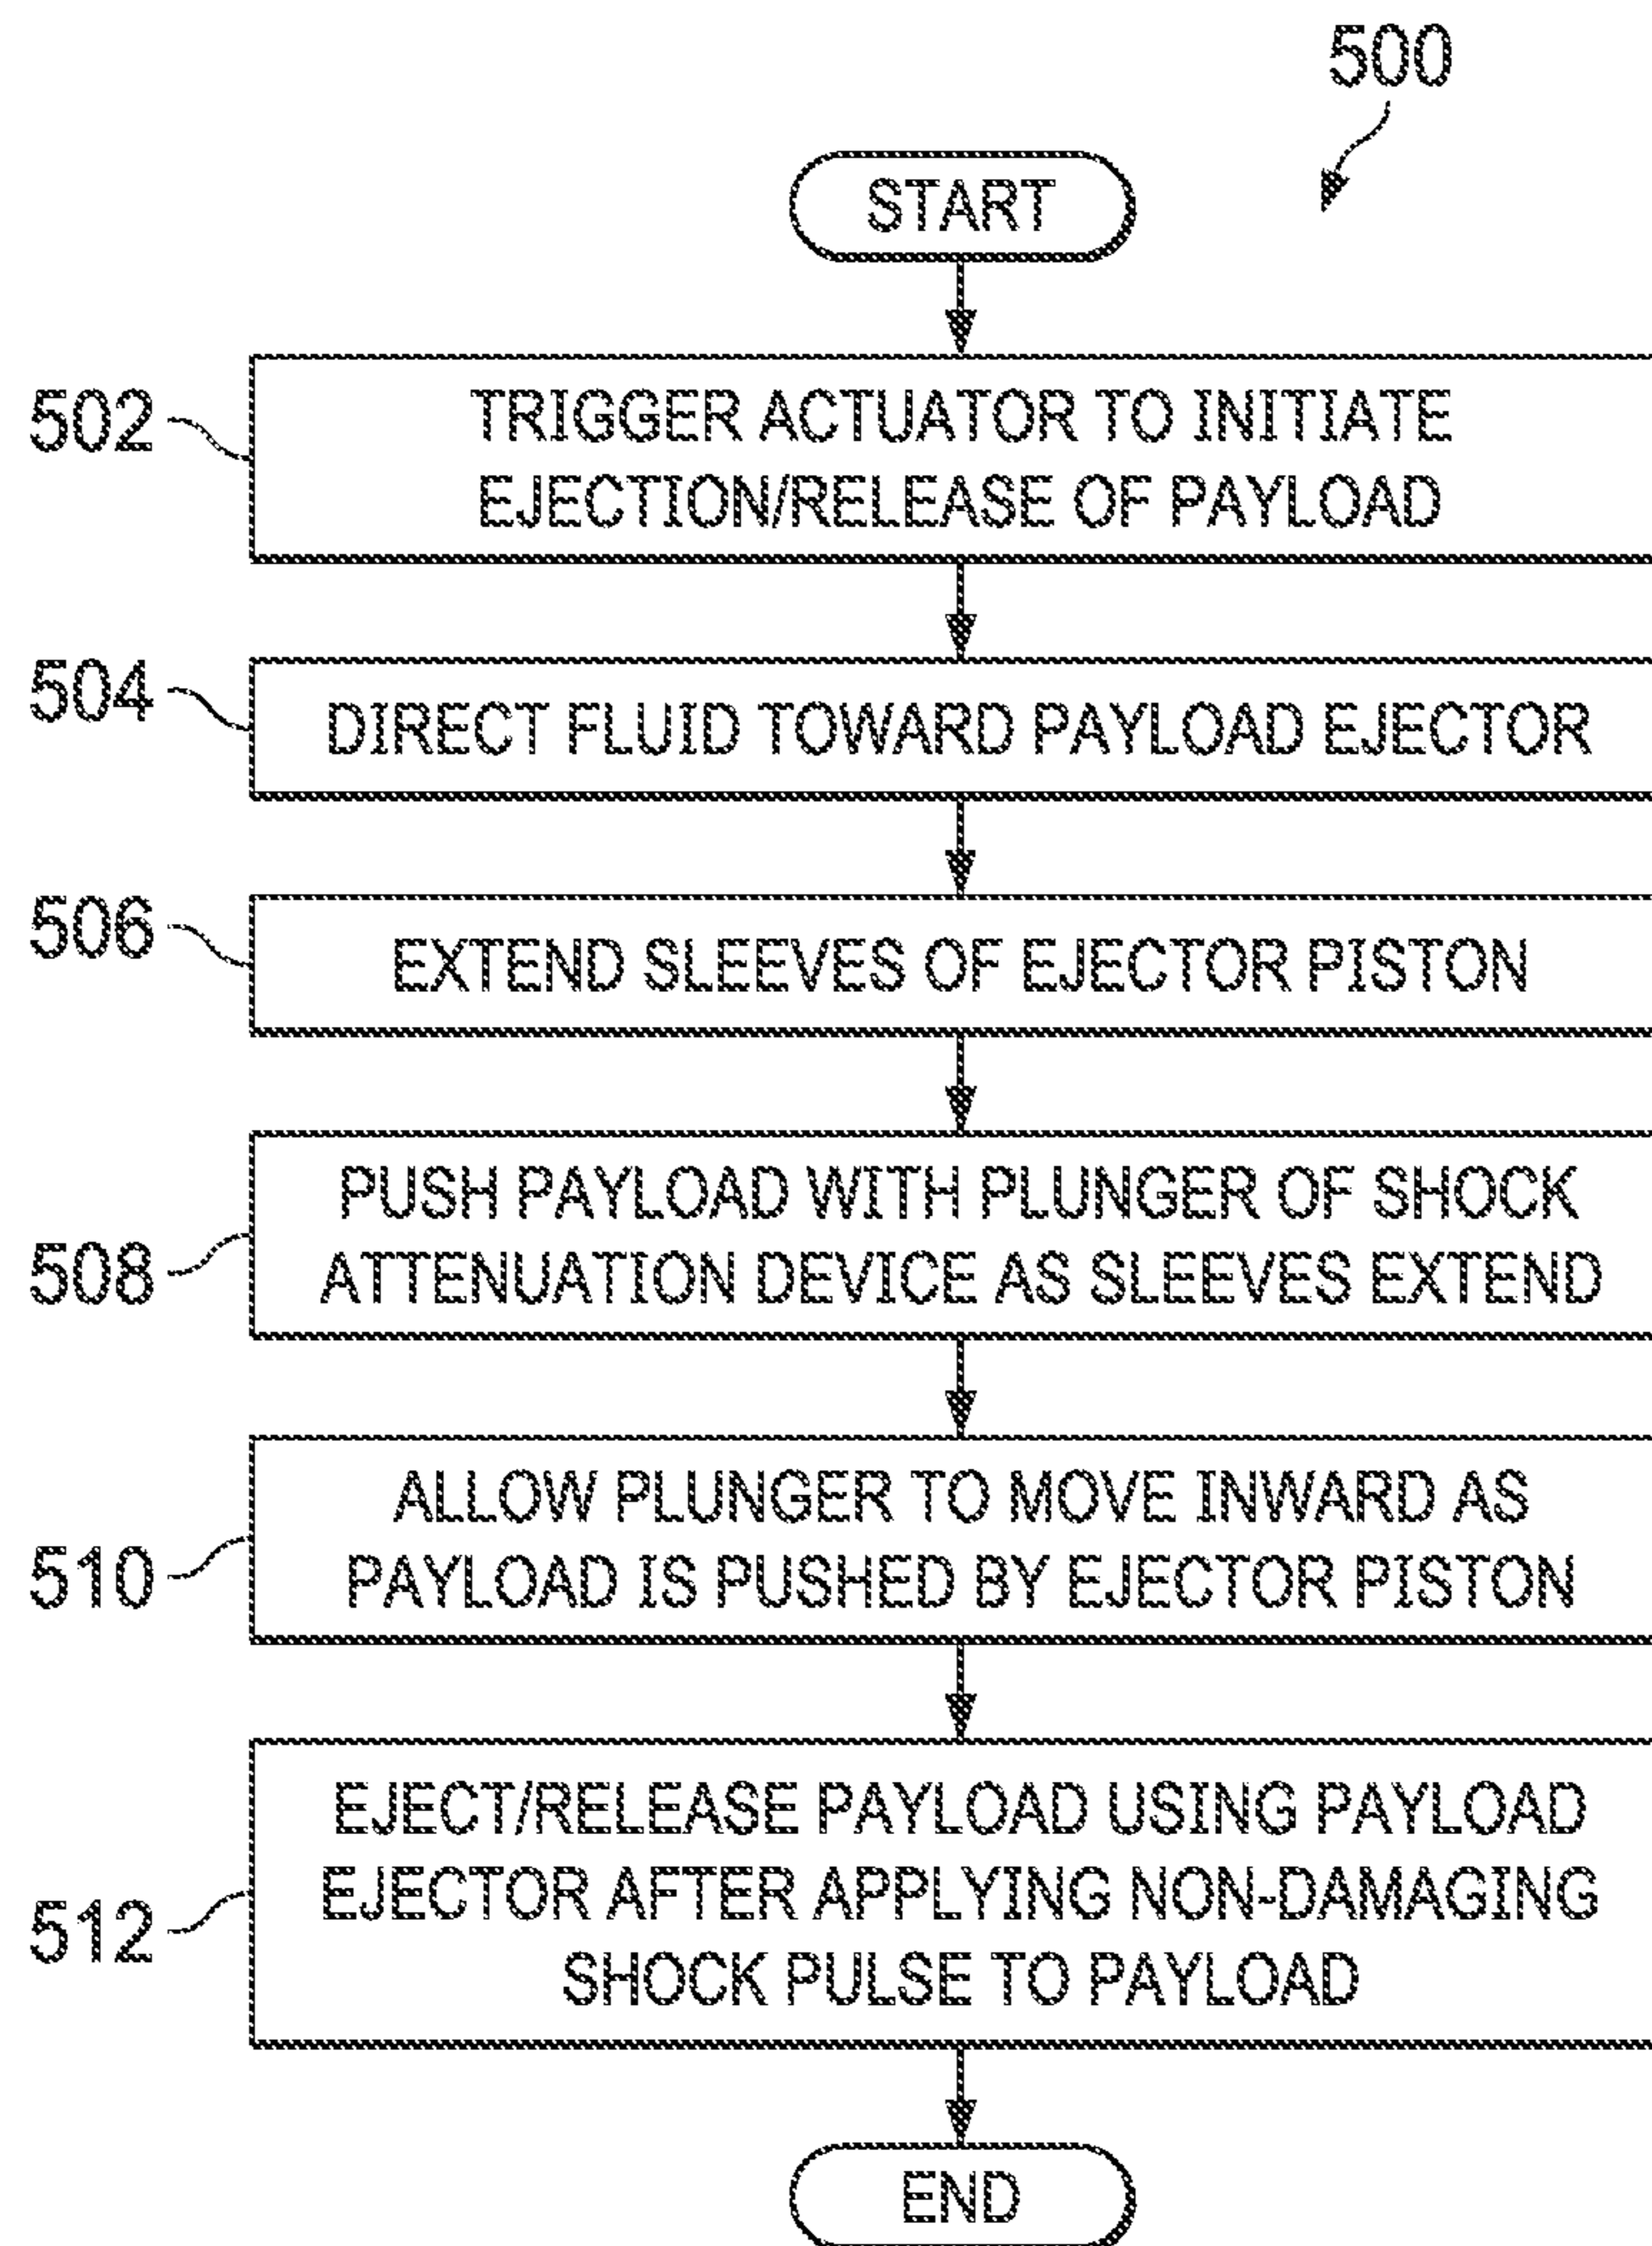 500
START
502
TRIGGER ACTUATOR TO INITIATE
EJECTION/RELEASE OF PAYLOAD
504
DIRECT FLUID TOWARD PAYLOAD EJECTOR
506
EXTEND SLEEVES OF EJECTOR PISTON
508
PUSH PAYLOAD WITH PLUNGER OF SHOCK
ATTENUATION DEVICE AS SLEEVES EXTEND
510
ALLOW PLUNGER TO MOVE INWARD AS
PAYLOAD IS PUSHED BY EJECTOR PISTON
512
EJECT/RELEASE PAYLOAD USING PAYLOAD
EJECTOR AFTER APPLYING NON-DAMAGING
SHOCK PULSE TO PAYLOAD
END